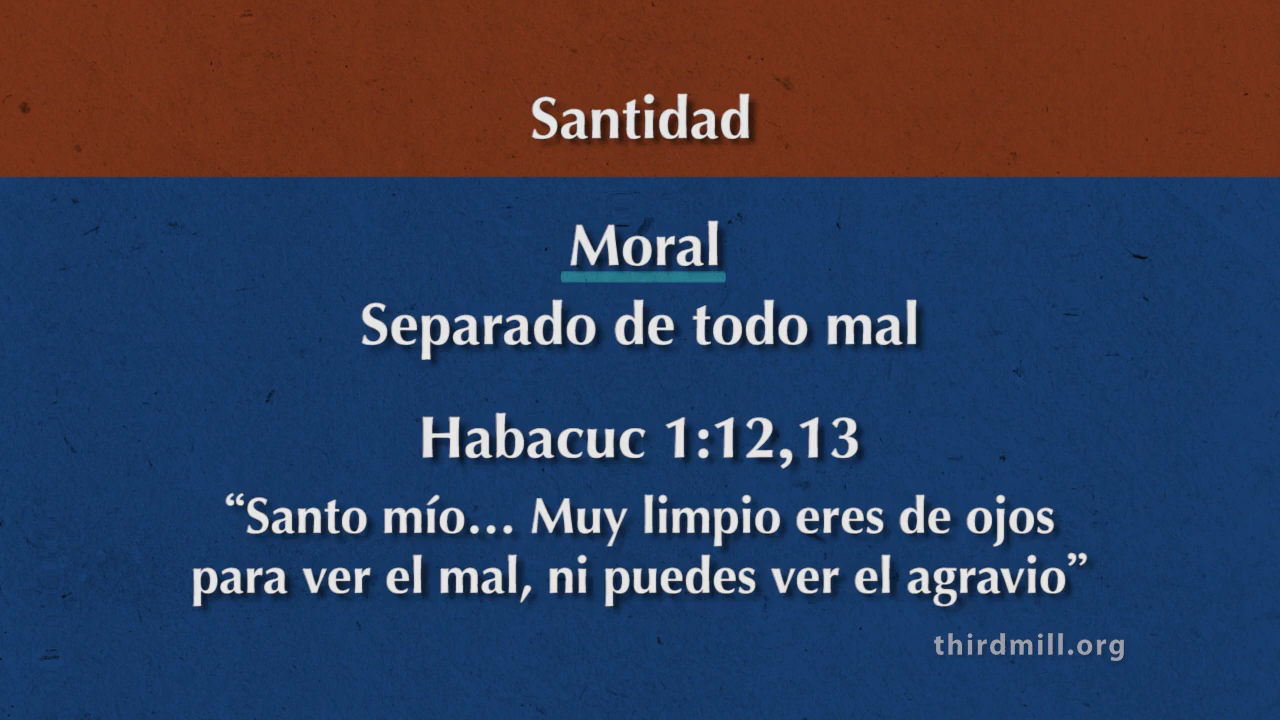 Santidad
Moral
Separado de todo mal
Habacuc 1:12,13
“Santo mío... Muy limpio eres de ojos
para ver el mal, ni puedes ver el agravio”
thirdmill.org